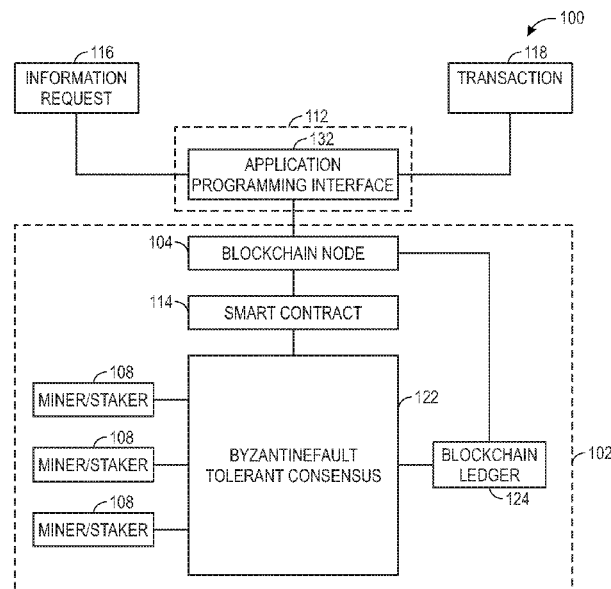 100
116
INFORMATION
REQUEST
118
TRANSACTION
112
132
APPLICATION
PROGRAMMING INTERFACE
104
BLOCKCHAIN NODE
114
SMART CONTRACT
108
MINER/STAKER
122
108
MINER/STAKER
BYZANTINEFAULT
TOLERANT CONSENSUS
BLOCKCHAIN
LEDGER
124
102
108
MINER/STAKER